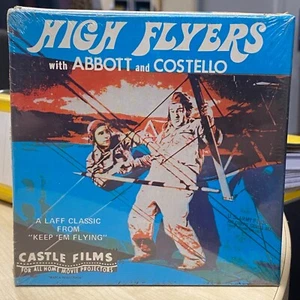 HIGH FLYERS
with ABBOTT and COSTELLO
A LAFF CLASSIC
FROM
"KEEP 'EM FLYING"
CASTLE FILMS
FOR ALL HOME MOVIE PROJECTORS